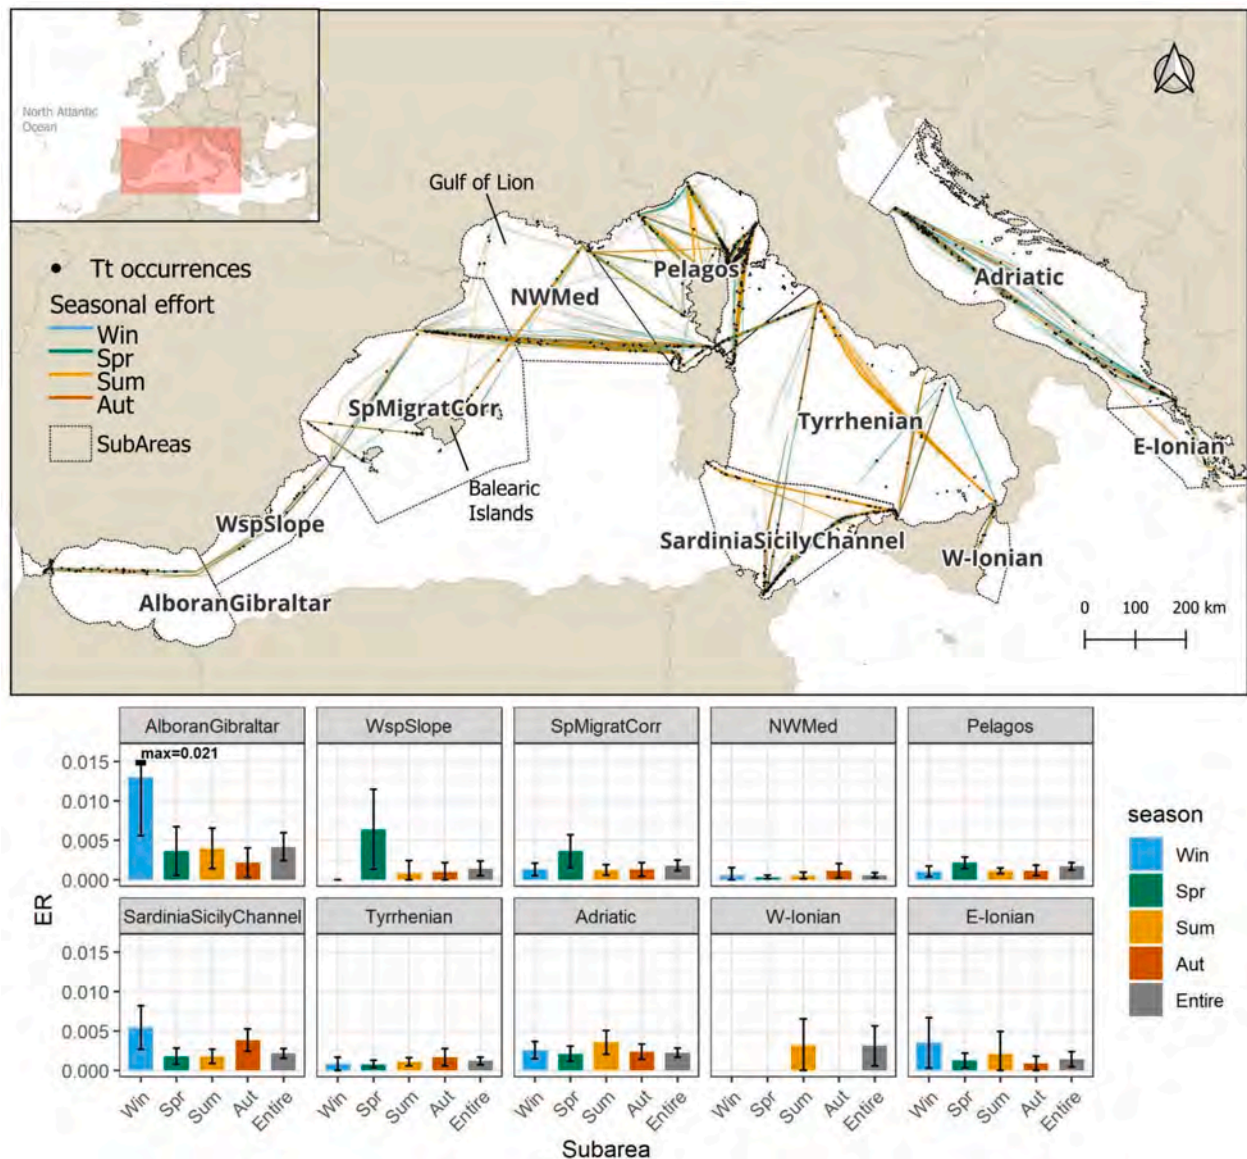 North Atlantic
Ocean
Gulf of Lion
Tt occurrences
Seasonal effort
Win
Spr
Sum
Aut
SubAreas
Pelagos
NWMed
Adriatic
SpMigratCorr
Tyrrhenian
E-Ionian
Balearic
Islands
WspSlope
SardiniaSicilyChannel
W-Ionian
AlboranGibraltar
0 100 200 km
AlboranGibraltar WspSlope SpMigratCorr NWMed Pelagos
max=0.021
0.015
0.010
0.005
0.000
SardiniaSicilyChannel Tyrrhenian Adriatic W-Ionian E-Ionian
0.015
0.010
0.005
0.000
ER
Win Spr Sum Aut Entire Win Spr Sum Aut Entire Win Spr Sum Aut Entire Win Spr Sum Aut Entire Win Spr Sum Aut Entire
Subarea
season
Win
Spr
Sum
Aut
Entire